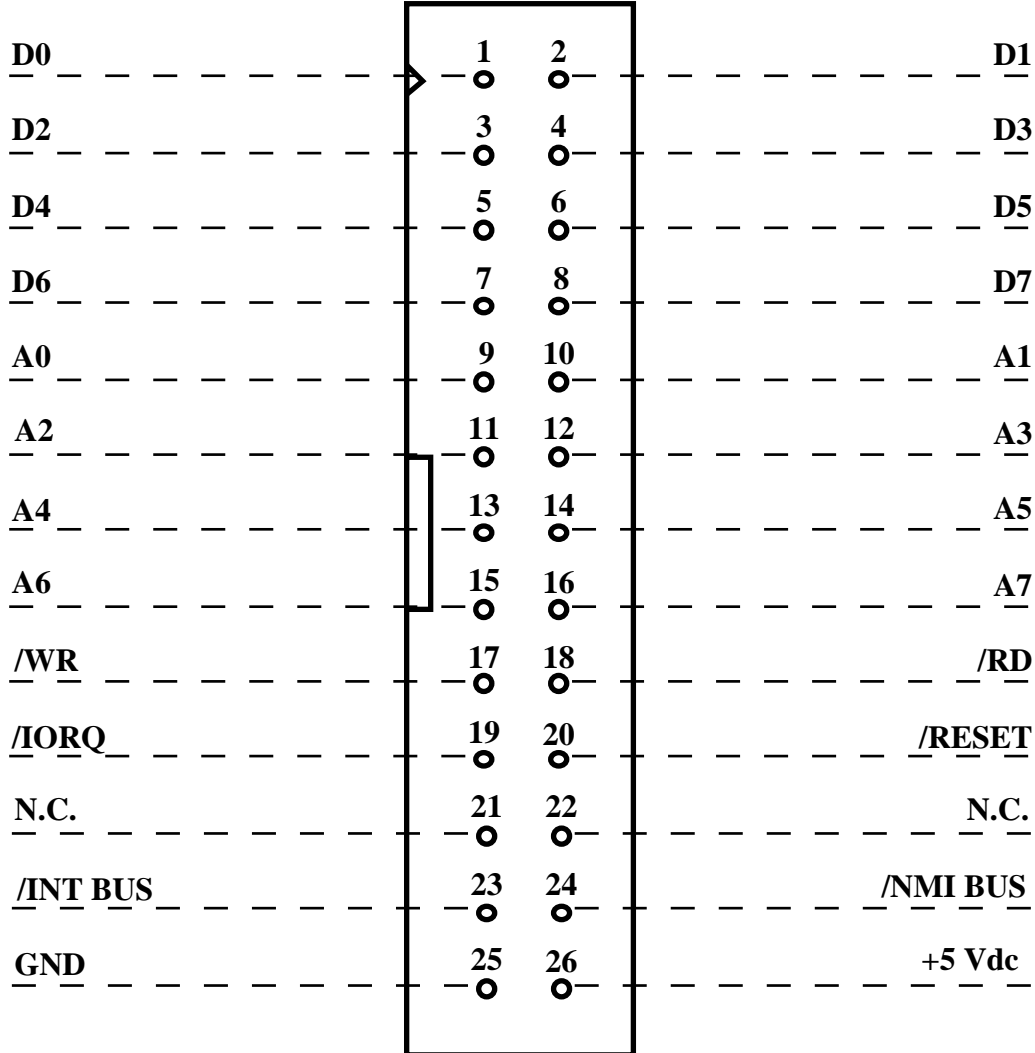 D0 1 2 D1
D2 3 4 D3
D4 5 6 D5
D6 7 8 D7
A0 9 10 A1
A2 11 12 A3
A4 13 14 A5
A6 15 16 A7
/WR 17 18 /RD
/IORQ 19 20 /RESET
N.C. 21 22 N.C.
/INT BUS 23 24 /NMI BUS
GND 25 26 +5 Vdc